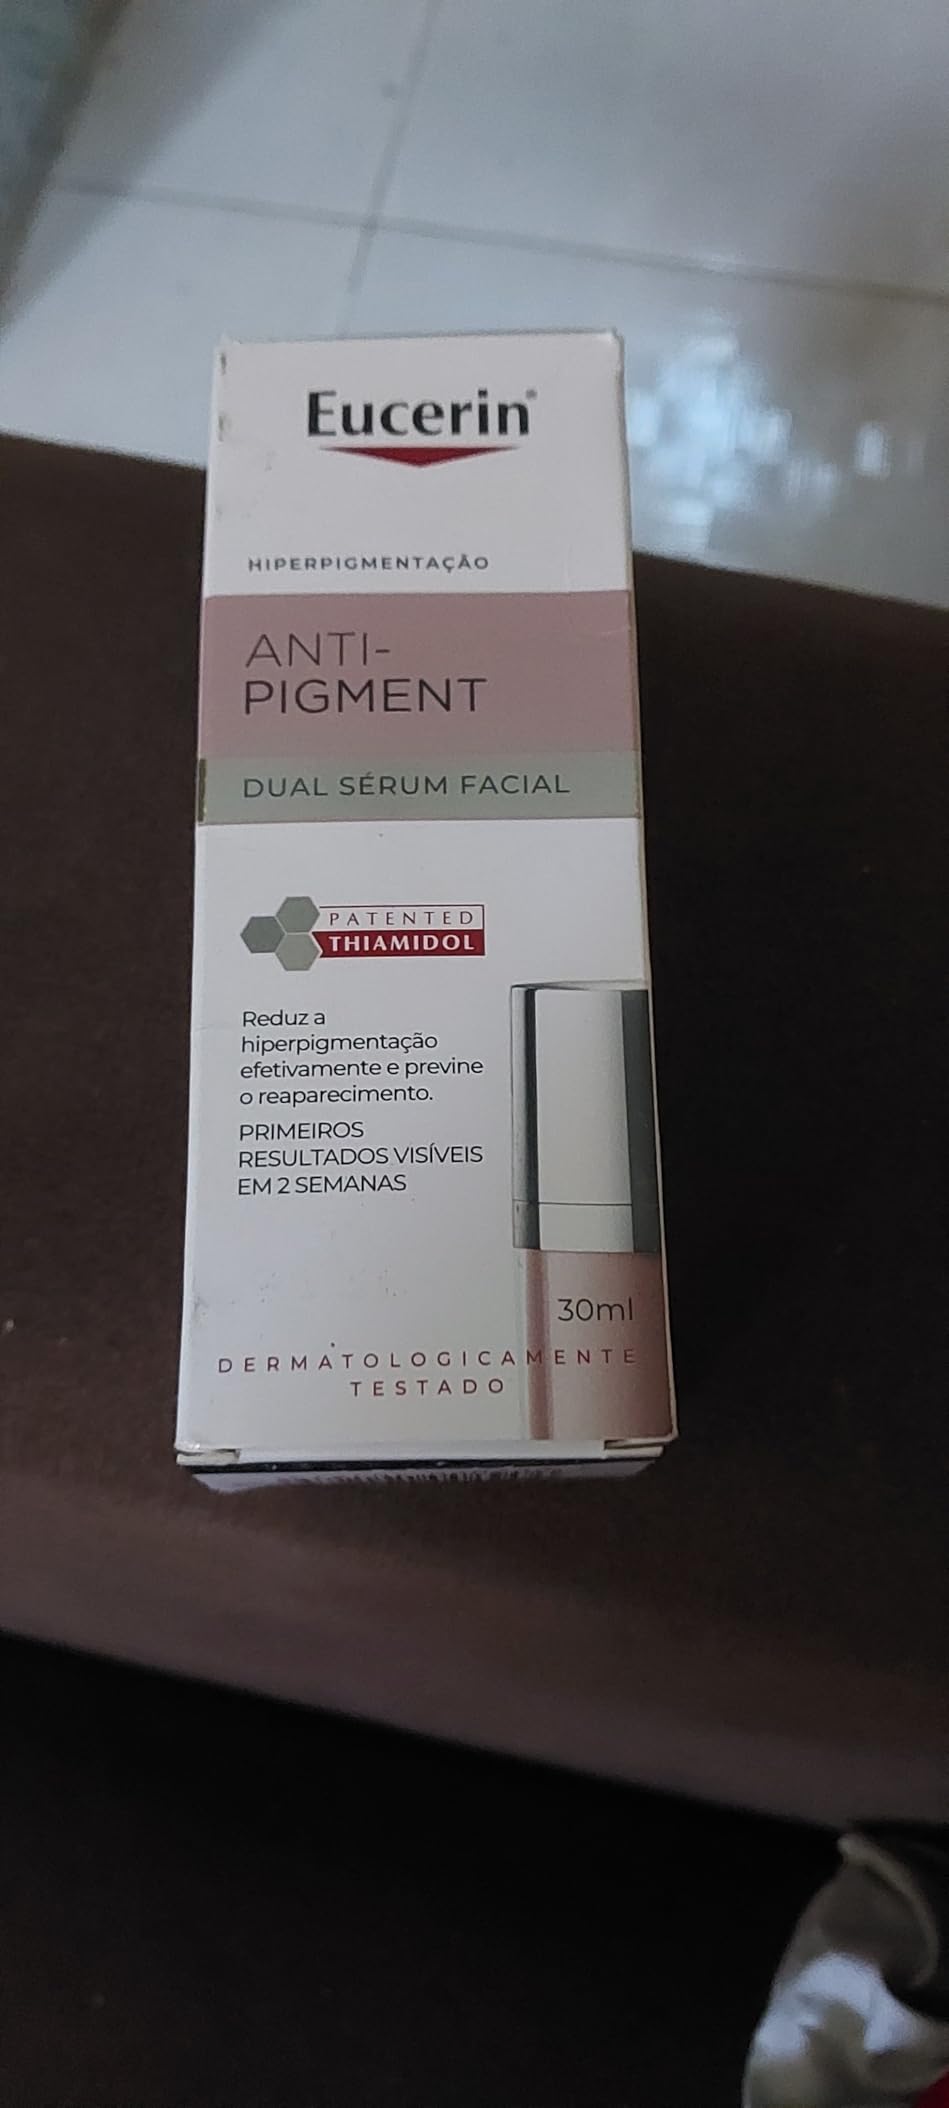 Eucerin®
HIPERPIGMENTAÇÃO
ANTI-
PIGMENT
DUAL SÉRUM FACIAL
PATENTED
THIAMIDOL
Reduz a
hiperpigmentação
efetivamente e previne
o reaparecimento.
PRIMEIROS
RESULTADOS VISÍVEIS
EM 2 SEMANAS
30ml
DERMATOLOGICAMENTE
TESTADO